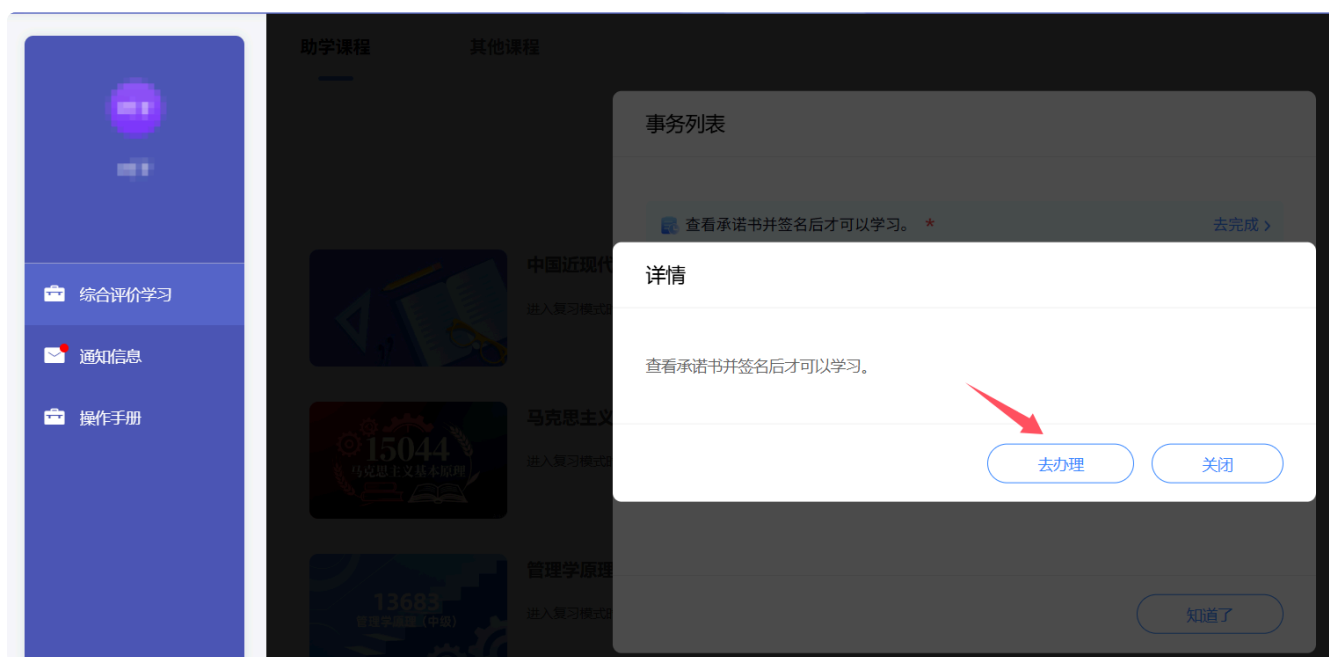 助学课程
其他课程
综合评价学习
通知信息
操作手册
事务列表
查看承诺书并签名后才可以学习。 *
去完成 >
中国近现代
进入复习模式
详情
查看承诺书并签名后才可以学习。
去办理
关闭
15044
马克思主义基本原理
马克思主义
进入复习模式
13683
管理学原理(中级)
管理学原理
进入复习模式
知道了